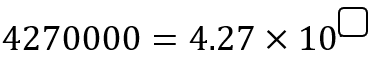 4270000 = 4.27 × 10